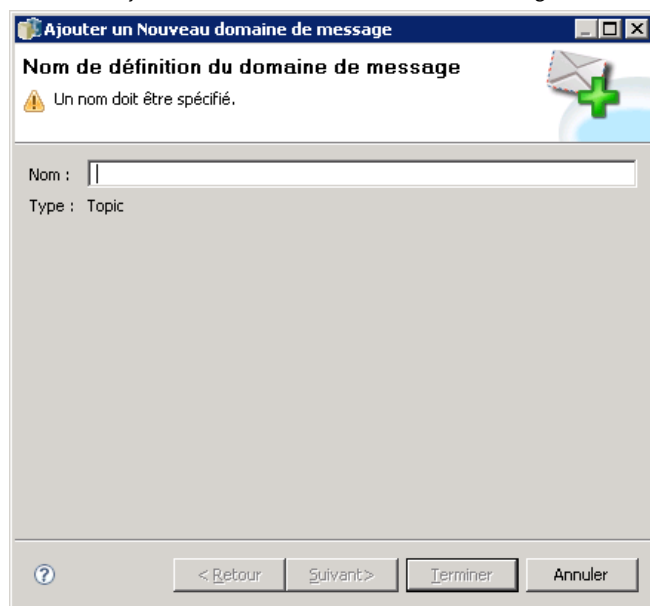 Ajouter un Nouveau domaine de message
Nom de définition du domaine de message
Un nom doit être spécifié.
Nom :
Type : Topic
? < Retour Suivant> Terminer Annuler